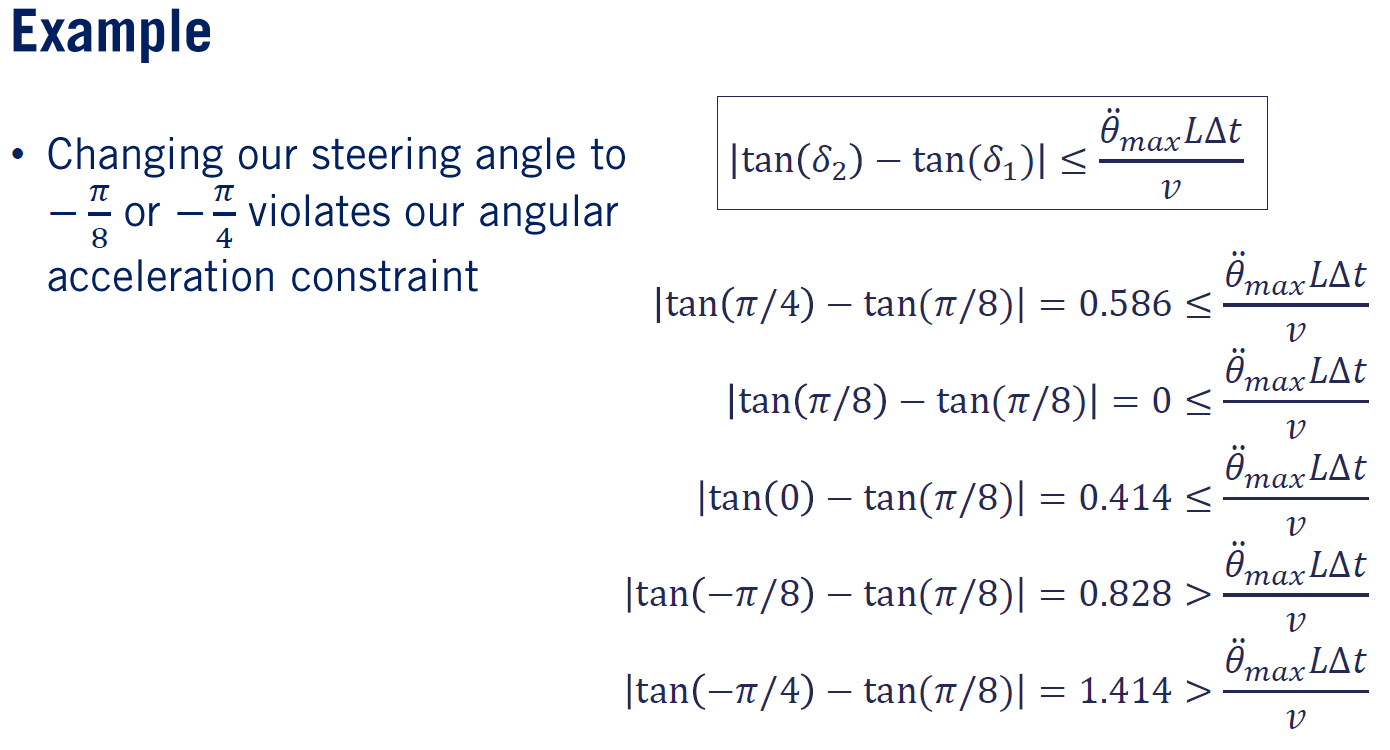 Example
• Changing our steering angle to
−π/8 or −π/4 violates our angular
acceleration constraint
|tan(δ₂) − tan(δ₁)| ≤ θ̈ₘₐₓLΔt/v
|tan(π/4) − tan(π/8)| = 0.586 ≤ θ̈ₘₐₓLΔt/v
|tan(π/8) − tan(π/8)| = 0 ≤ θ̈ₘₐₓLΔt/v
|tan(0) − tan(π/8)| = 0.414 ≤ θ̈ₘₐₓLΔt/v
|tan(−π/8) − tan(π/8)| = 0.828 > θ̈ₘₐₓLΔt/v
|tan(−π/4) − tan(π/8)| = 1.414 > θ̈ₘₐₓLΔt/v